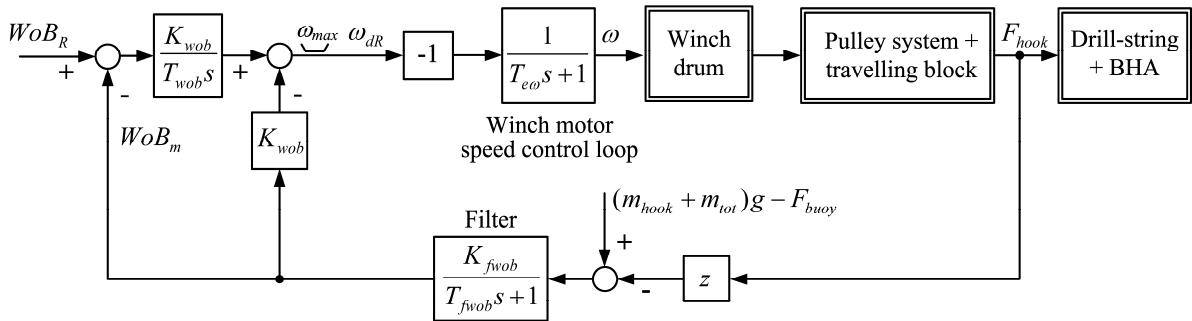 WoB_R
+
-
K_wob
T_wob s
+
-
ω_max ω_dR
-1
1
T_eω s + 1
ω
Winch
drum
Pulley system +
travelling block
F_hook
Drill-string
+ BHA
Winch motor
speed control loop
WoB_m
K_wob
(m_hook + m_tot)g − F_buoy
+
-
Filter
K_fwob
T_fwob s + 1
z